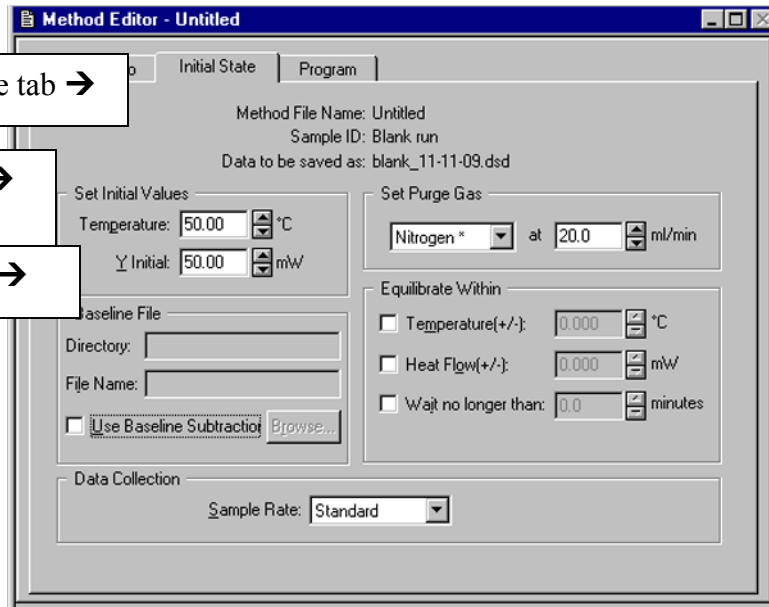 Method Editor - Untitled
o Initial State Program
e tab →
Method File Name: Untitled
Sample ID: Blank run
Data to be saved as: blank_11-11-09.dsd
→
→
Set Initial Values
Temperature: 50.00 °C
Y Initial: 50.00 mW
Set Purge Gas
Nitrogen * at 20.0 ml/min
Baseline File
Directory:
File Name:
Use Baseline Subtraction Browse...
Equilibrate Within
Temperature(+/-): 0.000 °C
Heat Flow(+/-): 0.000 mW
Wait no longer than: 0.0 minutes
Data Collection
Sample Rate: Standard